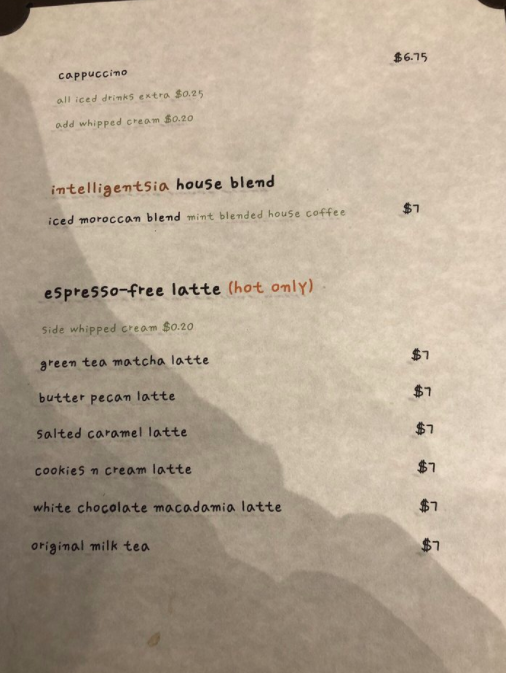 cappuccino $6.75
all iced drinks extra $0.25
add whipped cream $0.20
intelligentsia house blend
iced moroccan blend mint blended house coffee $7
espresso-free latte (hot only)
side whipped cream $0.20
green tea matcha latte $7
butter pecan latte $7
salted caramel latte $7
cookies n cream latte $7
white chocolate macadamia latte $7
original milk tea $7